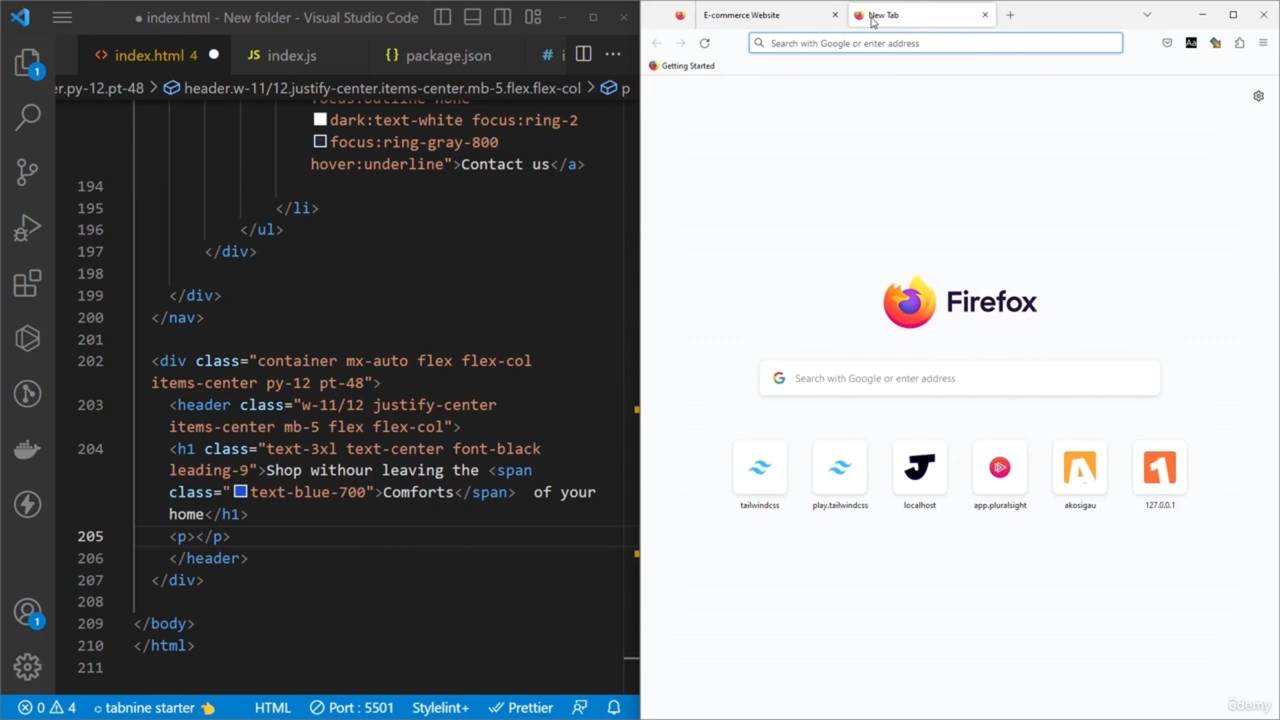 ● index.html - New folder - Visual Studio Code
index.html 4
JS index.js
{ } package.json
# i
er.py-12.pt-48 > header.w-11/12.justify-center.items-center.mb-5.flex.flex-col > p
dark:text-white focus:ring-2
focus:ring-gray-800
hover:underline">Contact us</a>
194
195 </li>
196 </ul>
197 </div>
198
199 </div>
200 </nav>
201
202 <div class="container mx-auto flex flex-col
items-center py-12 pt-48">
203 <header class="w-11/12 justify-center
items-center mb-5 flex flex-col">
204 <h1 class="text-3xl text-center font-black
leading-9">Shop without leaving the <span
class="text-blue-700">Comforts</span> of your
home</h1>
205 <p></p>
206 </header>
207 </div>
208
209 </body>
210 </html>
211
1
1
0 4 tabnine starter HTML Port : 5501 Stylelint+ Prettier
E-commerce Website
New Tab
Search with Google or enter address
Aa
Getting Started
Firefox
Search with Google or enter address
tailwindcss
play.tailwindcss
localhost
app.pluralsight
akosigau
127.0.0.1
J
A
1
ûdemy